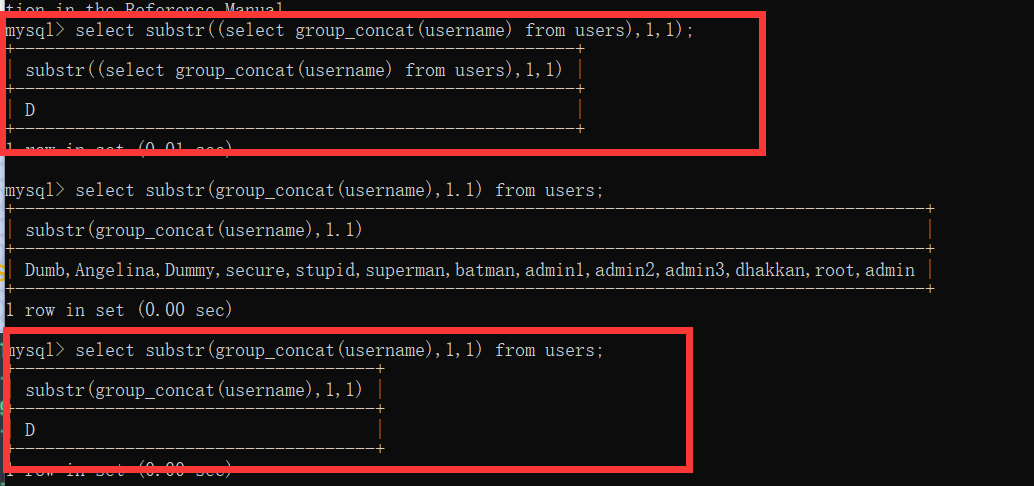 tion in the Reference Manual
mysql> select substr((select group_concat(username) from users),1,1);
+--------------------------------------------------------+
| substr((select group_concat(username) from users),1,1) |
+--------------------------------------------------------+
| D |
+--------------------------------------------------------+
1 row in set (0.01 sec)
mysql> select substr(group_concat(username),1.1) from users;
+-------------------------------------------------------------------------------------------+
| substr(group_concat(username),1.1) |
+-------------------------------------------------------------------------------------------+
| Dumb,Angelina,Dummy,secure,stupid,superman,batman,admin1,admin2,admin3,dhakkan,root,admin |
+-------------------------------------------------------------------------------------------+
1 row in set (0.00 sec)
mysql> select substr(group_concat(username),1,1) from users;
+------------------------------------+
| substr(group_concat(username),1,1) |
+------------------------------------+
| D |
+------------------------------------+
1 row in set (0.00 sec)